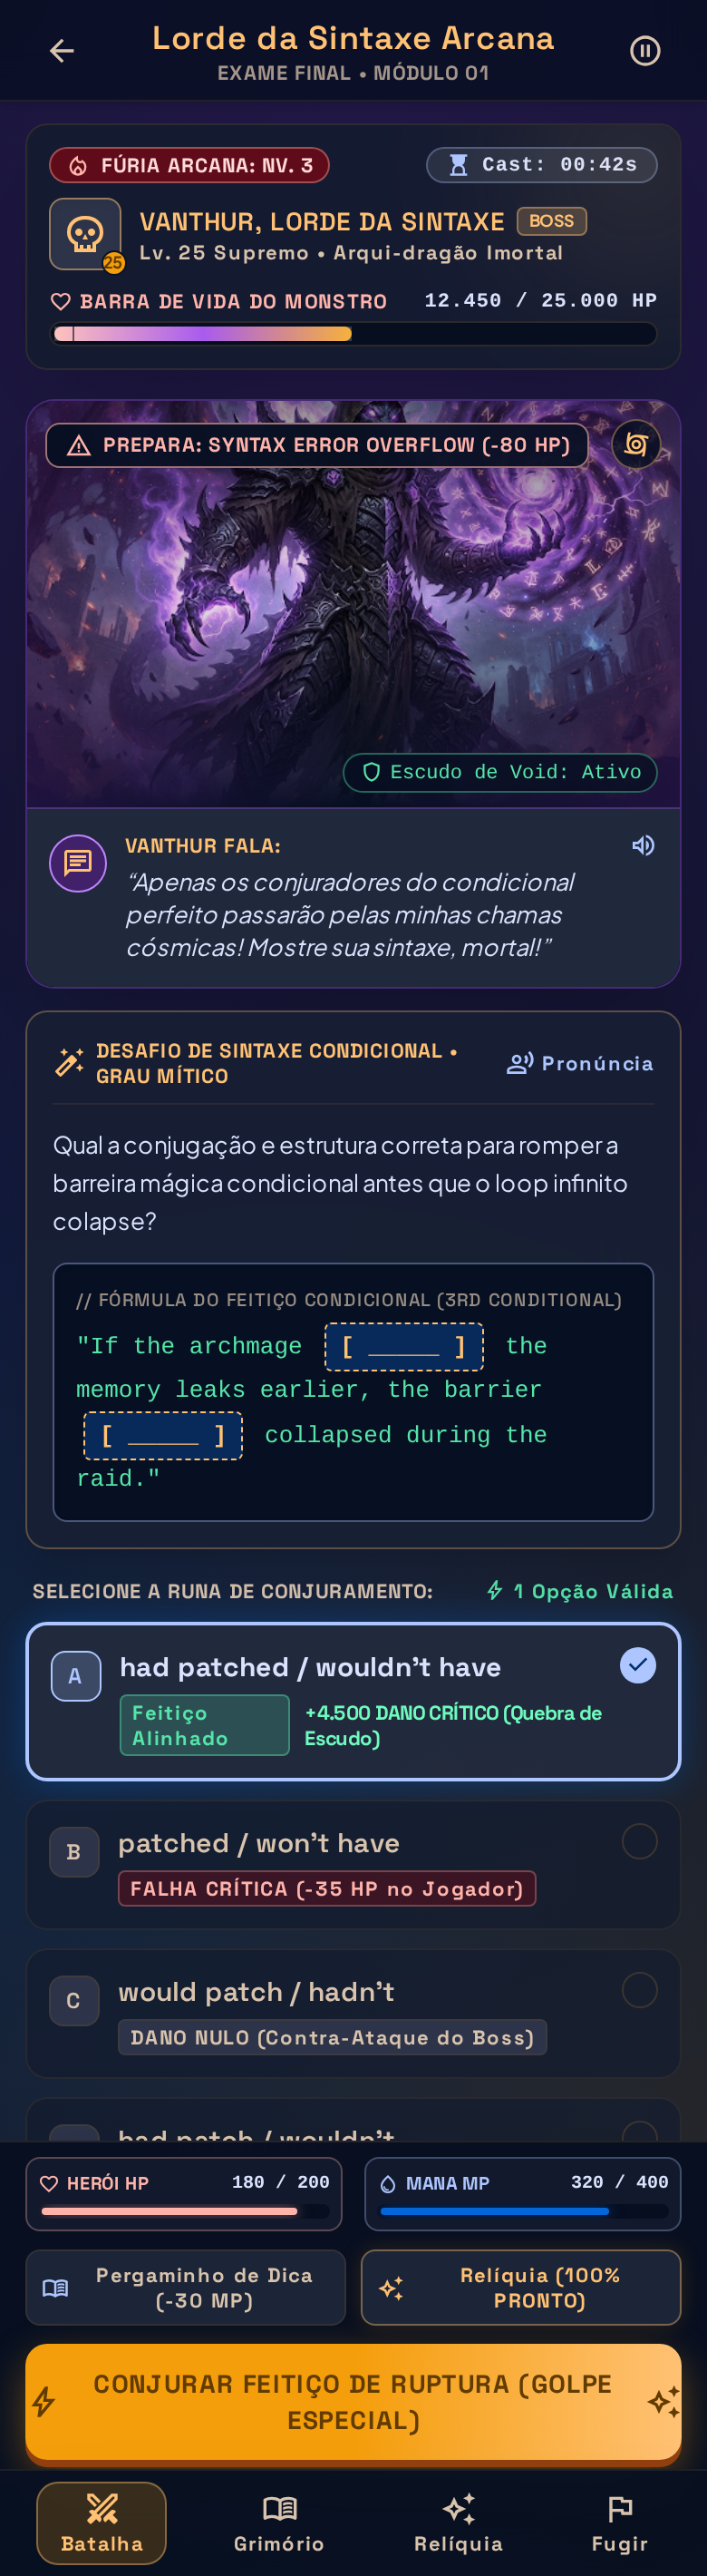 Lorde da Sintaxe Arcana
EXAME FINAL • MÓDULO 01
FÚRIA ARCANA: NV. 3
Cast: 00:42s
VANTHUR, LORDE DA SINTAXE
BOSS
25
Lv. 25 Supremo • Arqui-dragão Imortal
BARRA DE VIDA DO MONSTRO
12.450 / 25.000 HP
PREPARA: SYNTAX ERROR OVERFLOW (-80 HP)
Escudo de Void: Ativo
VANTHUR FALA:
“Apenas os conjuradores do condicional
perfeito passarão pelas minhas chamas
cósmicas! Mostre sua sintaxe, mortal!”
DESAFIO DE SINTAXE CONDICIONAL •
GRAU MÍTICO
Pronúncia
Qual a conjugação e estrutura correta para romper a
barreira mágica condicional antes que o loop infinito
colapse?
// FÓRMULA DO FEITIÇO CONDICIONAL (3RD CONDITIONAL)
"If the archmage [ _____ ] the
memory leaks earlier, the barrier
[ _____ ] collapsed during the
raid."
SELECIONE A RUNA DE CONJURAMENTO:
1 Opção Válida
A
had patched / wouldn't have
Feitiço
Alinhado
+4.500 DANO CRÍTICO (Quebra de
Escudo)
B
patched / won't have
FALHA CRÍTICA (-35 HP no Jogador)
C
would patch / hadn't
DANO NULO (Contra-Ataque do Boss)
had patch / wouldn't
HERÓI HP
180 / 200
MANA MP
320 / 400
Pergaminho de Dica
(-30 MP)
Relíquia (100%
PRONTO)
CONJURAR FEITIÇO DE RUPTURA (GOLPE
ESPECIAL)
Batalha
Grimório
Relíquia
Fugir